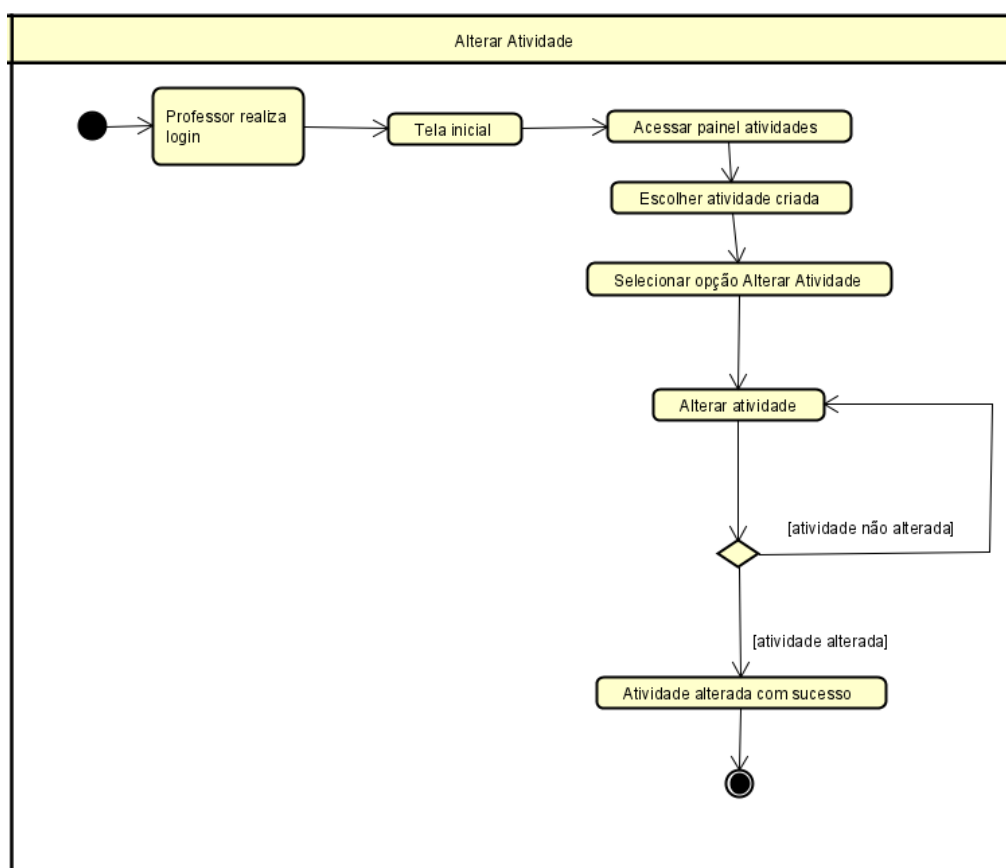 Alterar Atividade
Professor realiza
login
Tela inicial
Acessar painel atividades
Escolher atividade criada
Selecionar opção Alterar Atividade
Alterar atividade
[atividade não alterada]
[atividade alterada]
Atividade alterada com sucesso